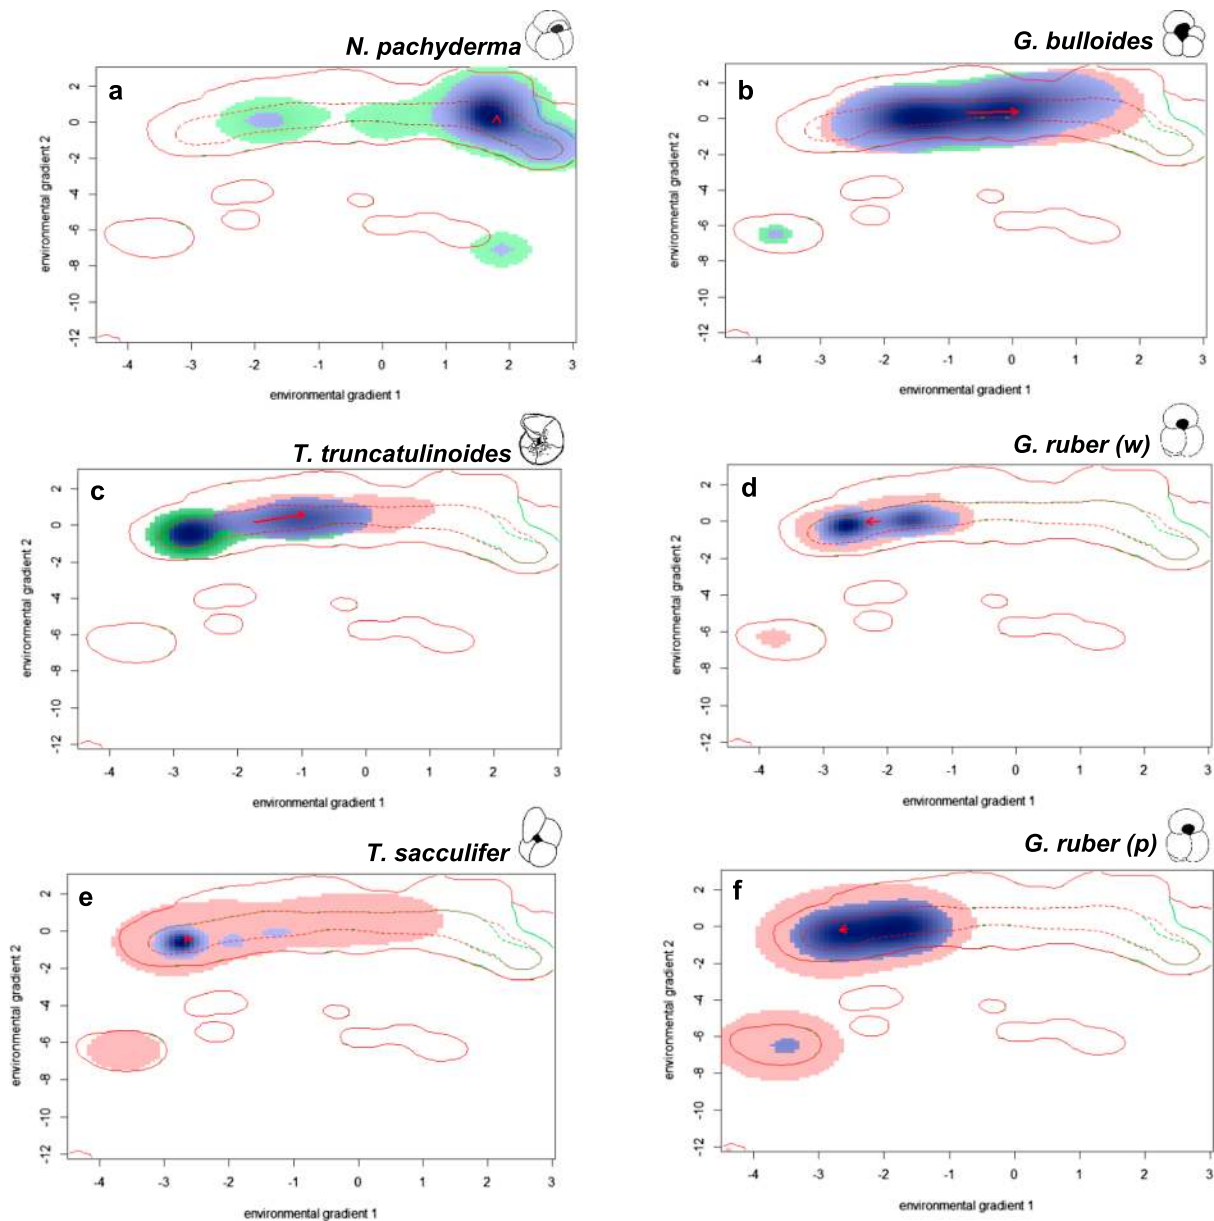 N. pachyderma
G. bulloides
a
b
2
0
-2
-4
-6
-8
-10
-12
environmental gradient 2
-4 -3 -2 -1 0 1 2 3
environmental gradient 1
2
0
-2
-4
-6
-8
-10
-12
environmental gradient 2
-4 -3 -2 -1 0 1 2 3
environmental gradient 1
T. truncatulinoides
G. ruber (w)
c
d
2
0
-2
-4
-6
-8
-10
-12
environmental gradient 2
-4 -3 -2 -1 0 1 2 3
environmental gradient 1
2
0
-2
-4
-6
-8
-10
-12
environmental gradient 2
-4 -3 -2 -1 0 1 2 3
environmental gradient 1
T. sacculifer
G. ruber (p)
e
f
2
0
-2
-4
-6
-8
-10
-12
environmental gradient 2
-4 -3 -2 -1 0 1 2 3
environmental gradient 1
2
0
-2
-4
-6
-8
-10
-12
environmental gradient 2
-4 -3 -2 -1 0 1 2 3
environmental gradient 1